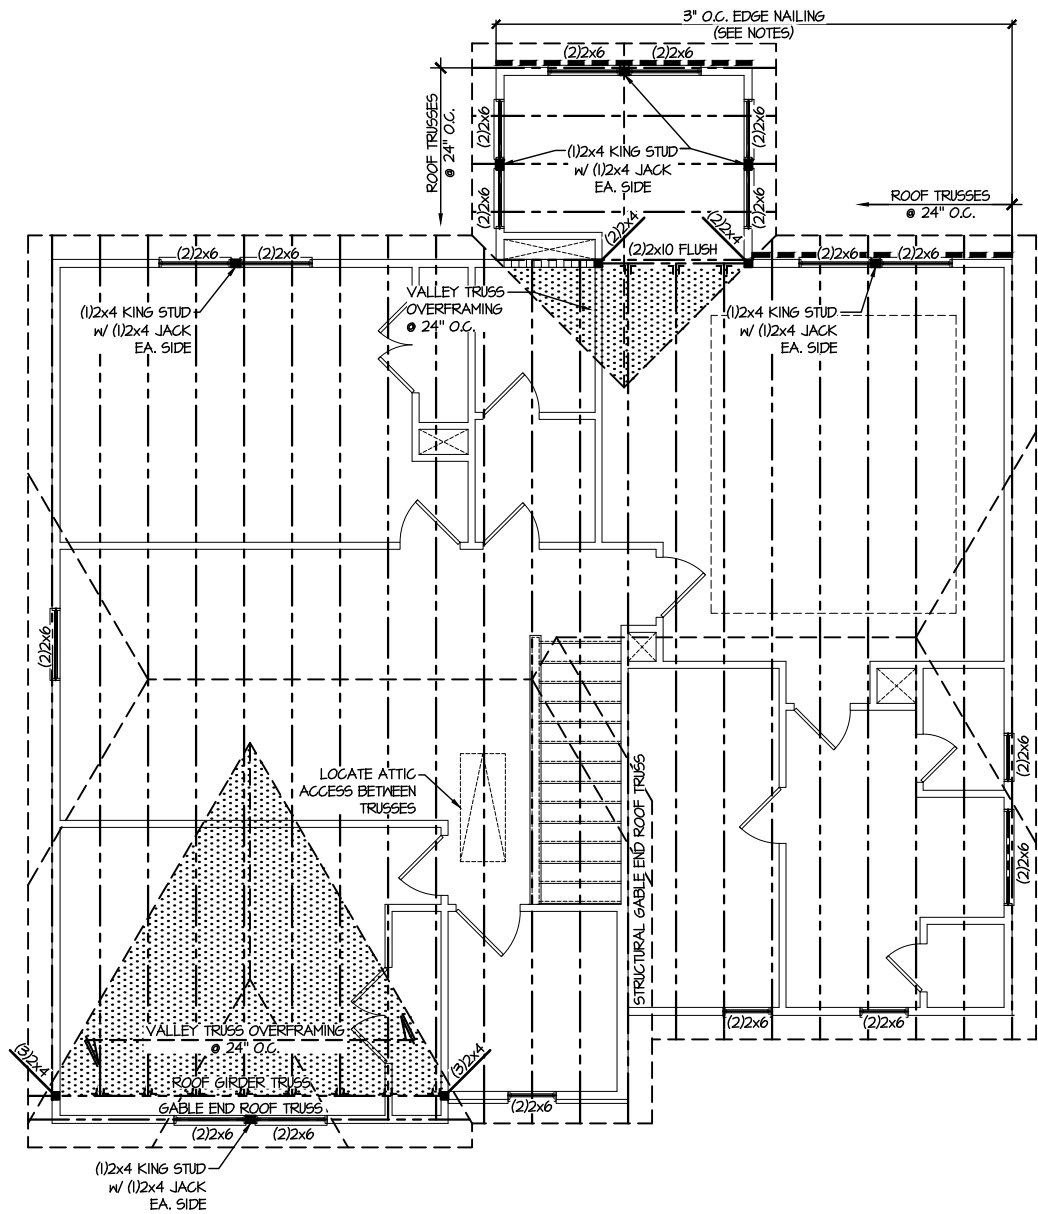 3" O.C. EDGE NAILING
(SEE NOTES)
(2)2x6
(2)2x6
ROOF TRUSSES
@ 24" O.C.
(2)2x6
(2)2x6
(1)2x4 KING STUD
w/ (1)2x4 JACK
EA. SIDE
(2)2x6
(2)2x6
ROOF TRUSSES
@ 24" O.C.
(2)2x4
(2)2x4
(2)2x10 FLUSH
(2)2x6
(2)2x6
(2)2x6
(2)2x6
VALLEY TRUSS
OVERFRAMING
@ 24" O.C.
(1)2x4 KING STUD
w/ (1)2x4 JACK
EA. SIDE
(1)2x4 KING STUD
w/ (1)2x4 JACK
EA. SIDE
(2)2x6
LOCATE ATTIC
ACCESS BETWEEN
TRUSSES
STRUCTURAL GABLE END ROOF TRUSS
(2)2x6
(2)2x6
(2)2x6
(2)2x6
VALLEY TRUSS OVERFRAMING
@ 24" O.C.
(3)2x4
(3)2x4
ROOF GIRDER TRUSS
GABLE END ROOF TRUSS
(2)2x6
(2)2x6
(2)2x6
(1)2x4 KING STUD
w/ (1)2x4 JACK
EA. SIDE